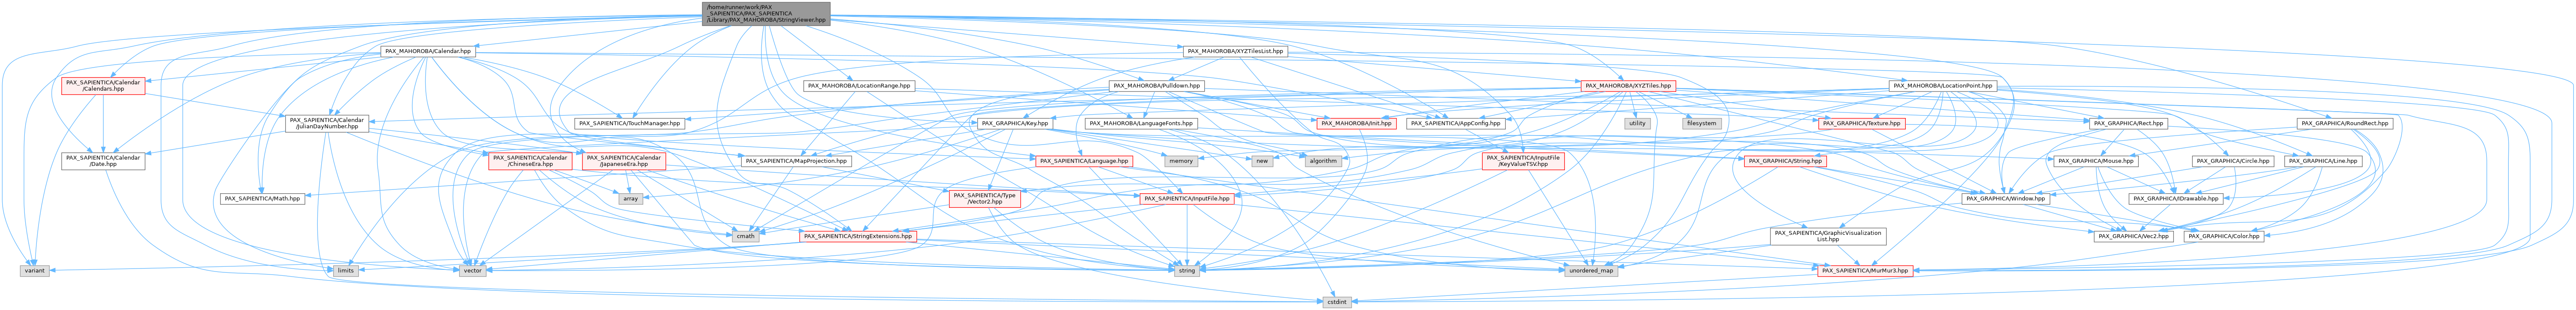 /home/runner/work/PAX
_SAPIENTICA/PAX_SAPIENTICA
/Library/PAX_MAHOROBA/StringViewer.hpp
PAX_MAHOROBA/Calendar.hpp
PAX_MAHOROBA/XYZTilesList.hpp
PAX_SAPIENTICA/Calendar
/Calendars.hpp
PAX_MAHOROBA/LocationRange.hpp
PAX_MAHOROBA/Pulldown.hpp
PAX_MAHOROBA/XYZTiles.hpp
PAX_MAHOROBA/LocationPoint.hpp
PAX_SAPIENTICA/Calendar
/JulianDayNumber.hpp
PAX_SAPIENTICA/TouchManager.hpp
PAX_GRAPHICA/Key.hpp
PAX_MAHOROBA/LanguageFonts.hpp
PAX_MAHOROBA/Init.hpp
PAX_SAPIENTICA/AppConfig.hpp
utility
filesystem
PAX_GRAPHICA/Texture.hpp
PAX_GRAPHICA/Rect.hpp
PAX_GRAPHICA/RoundRect.hpp
PAX_SAPIENTICA/Calendar
/Date.hpp
PAX_SAPIENTICA/Calendar
/ChineseEra.hpp
PAX_SAPIENTICA/Calendar
/JapaneseEra.hpp
PAX_SAPIENTICA/MapProjection.hpp
PAX_SAPIENTICA/Language.hpp
memory
new
algorithm
PAX_SAPIENTICA/InputFile
/KeyValueTSV.hpp
PAX_GRAPHICA/String.hpp
PAX_GRAPHICA/Mouse.hpp
PAX_GRAPHICA/Circle.hpp
PAX_GRAPHICA/Line.hpp
PAX_SAPIENTICA/Math.hpp
array
PAX_SAPIENTICA/Type
/Vector2.hpp
PAX_SAPIENTICA/InputFile.hpp
PAX_GRAPHICA/Window.hpp
PAX_GRAPHICA/IDrawable.hpp
cmath
PAX_SAPIENTICA/StringExtensions.hpp
PAX_SAPIENTICA/GraphicVisualization
List.hpp
PAX_GRAPHICA/Vec2.hpp
PAX_GRAPHICA/Color.hpp
variant
limits
vector
string
unordered_map
PAX_SAPIENTICA/MurMur3.hpp
cstdint